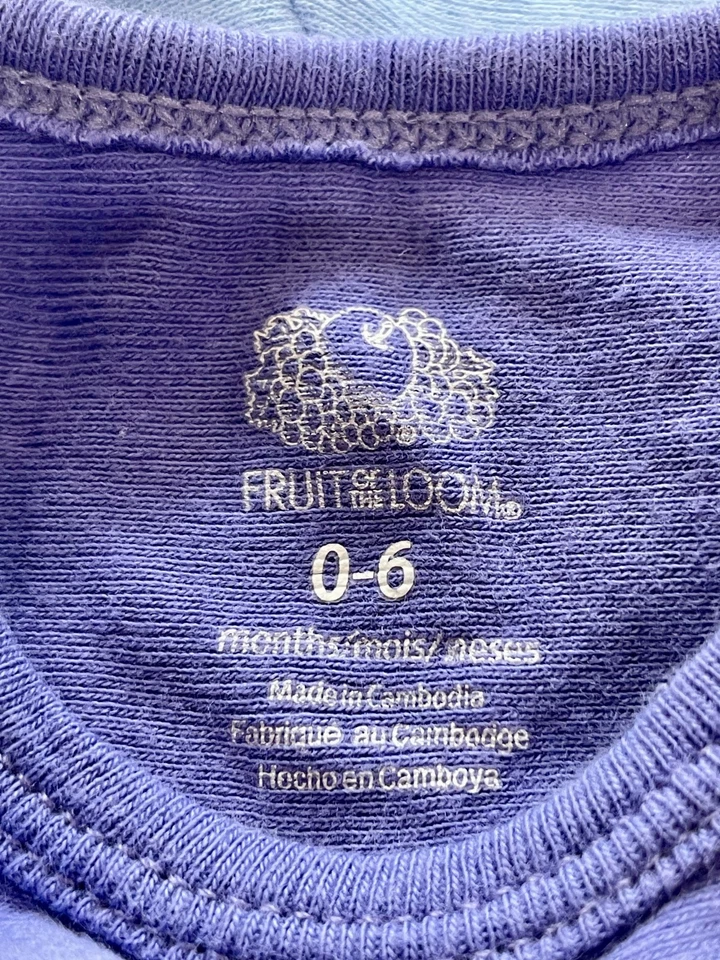 ®
FRUIT OF THE LOOM®
0-6
months/mois/meses
Made in Cambodia
Fabriqué au Cambodge
Hecho en Camboya